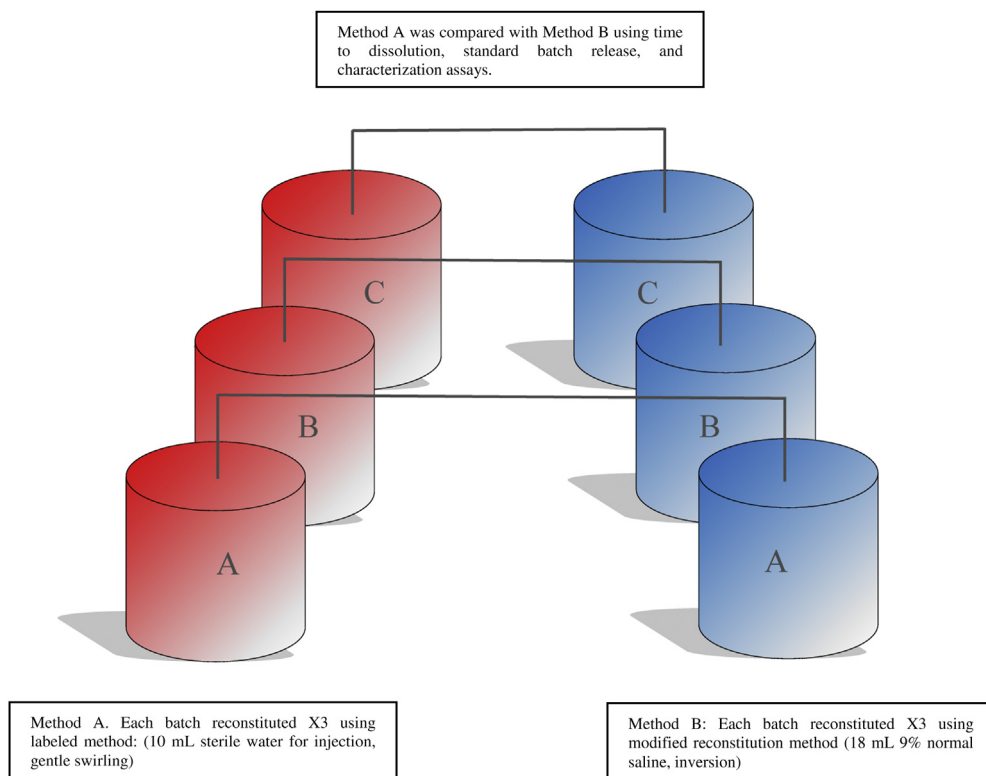 Method A was compared with Method B using time
to dissolution, standard batch release, and
characterization assays.
C
C
B
B
A
A
Method A. Each batch reconstituted X3 using
labeled method: (10 mL sterile water for injection,
gentle swirling)
Method B: Each batch reconstituted X3 using
modified reconstitution method (18 mL 9% normal
saline, inversion)